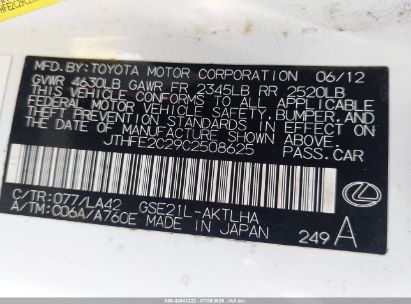 MFD.BY:TOYOTA MOTOR CORPORATION 06/12
GVWR 4630LB GAWR FR 2345LB RR 2520LB
THIS VEHICLE CONFORMS TO ALL APPLICABLE
FEDERAL MOTOR VEHICLE SAFETY, BUMPER, AND
THEFT PREVENTION STANDARDS IN EFFECT ON
THE DATE OF MANUFACTURE SHOWN ABOVE.
JTHFE2C29C2508625 PASS.CAR
C/TR:077/LA42 GSE21L-AKTLHA
A/TM:C06A/A760E MADE IN JAPAN 249 A